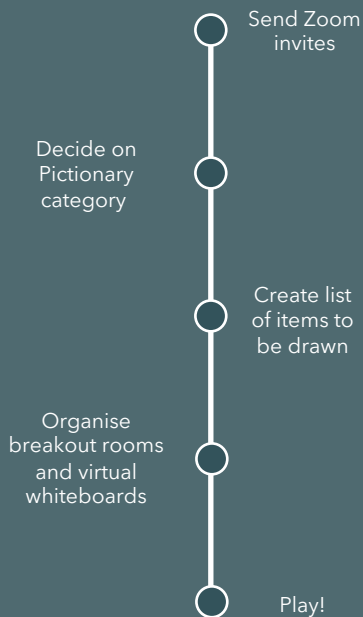 Send Zoom
invites
Decide on
Pictionary
category
Create list
of items to
be drawn
Organise
breakout rooms
and virtual
whiteboards
Play!